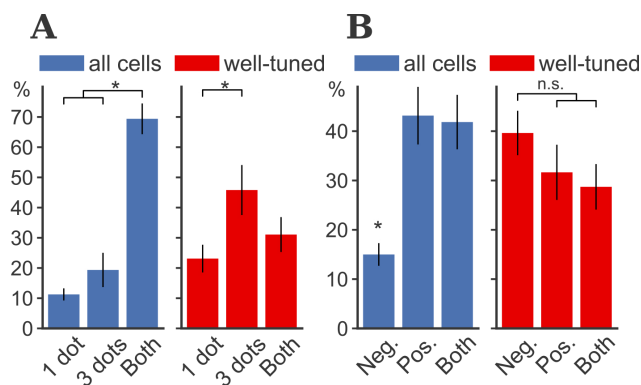 A
all cells
well-tuned
%
70
60
50
40
30
20
10
0
*
*
1 dot
3 dots
Both
1 dot
3 dots
Both
B
all cells
well-tuned
%
40
30
10
0
*
n.s.
Neg.
Pos.
Both
Neg.
Pos.
Both